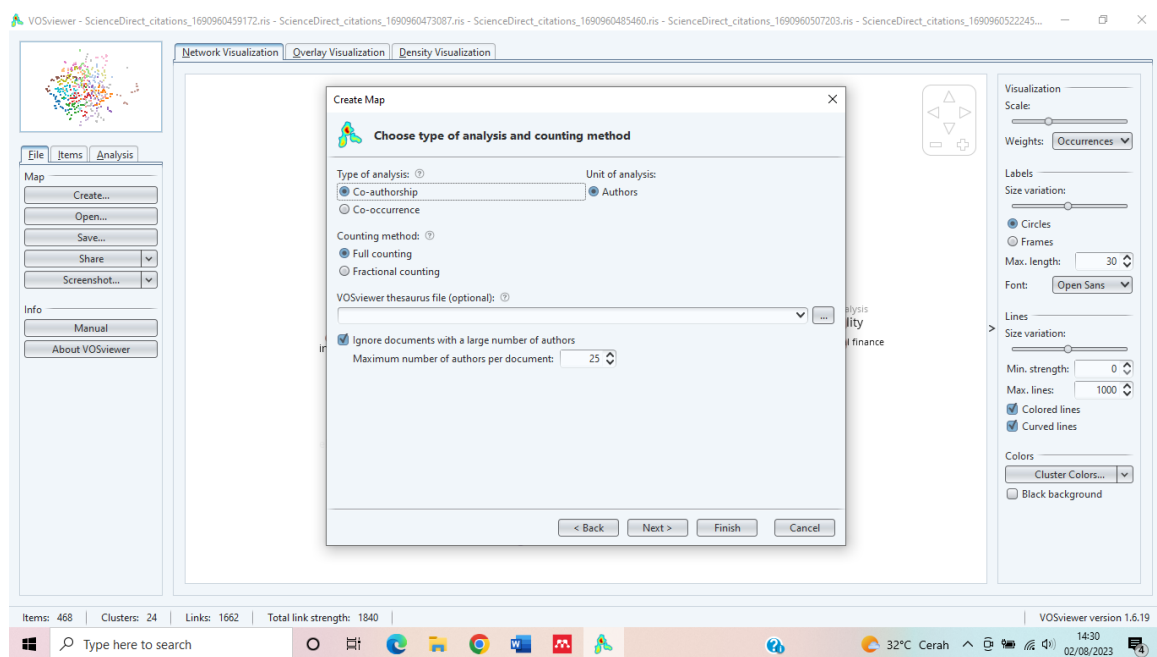 VOSviewer - ScienceDirect_citations_1690960459172.ris - ScienceDirect_citations_1690960473087.ris - ScienceDirect_citations_1690960485460.ris - ScienceDirect_citations_1690960507203.ris - ScienceDirect_citations_1690960522245...
Network Visualization Overlay Visualization Density Visualization
File Items Analysis
Map
Create...
Open...
Save...
Share
Screenshot...
Info
Manual
About VOSviewer
Create Map
Choose type of analysis and counting method
Type of analysis: Unit of analysis:
Co-authorship Authors
Co-occurrence
Counting method:
Full counting
Fractional counting
VOSviewer thesaurus file (optional):
...
Ignore documents with a large number of authors
Maximum number of authors per document: 25
< Back Next > Finish Cancel
alysis
lity
in
finance
Visualization
Scale:
Weights: Occurrences
Labels
Size variation:
Circles
Frames
Max. length: 30
Font: Open Sans
Lines
Size variation:
Min. strength: 0
Max. lines: 1000
Colored lines
Curved lines
Colors
Cluster Colors...
Black background
Items: 468 Clusters: 24 Links: 1662 Total link strength: 1840 VOSviewer version 1.6.19
Type here to search 32°C Cerah 14:30
02/08/2023 4